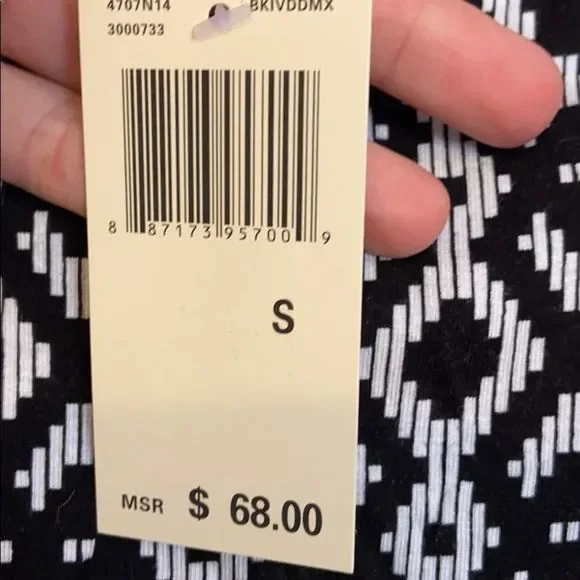 4707N14 BKIVDDMX
3000733
8 87173 95700 9
S
MSR $ 68.00